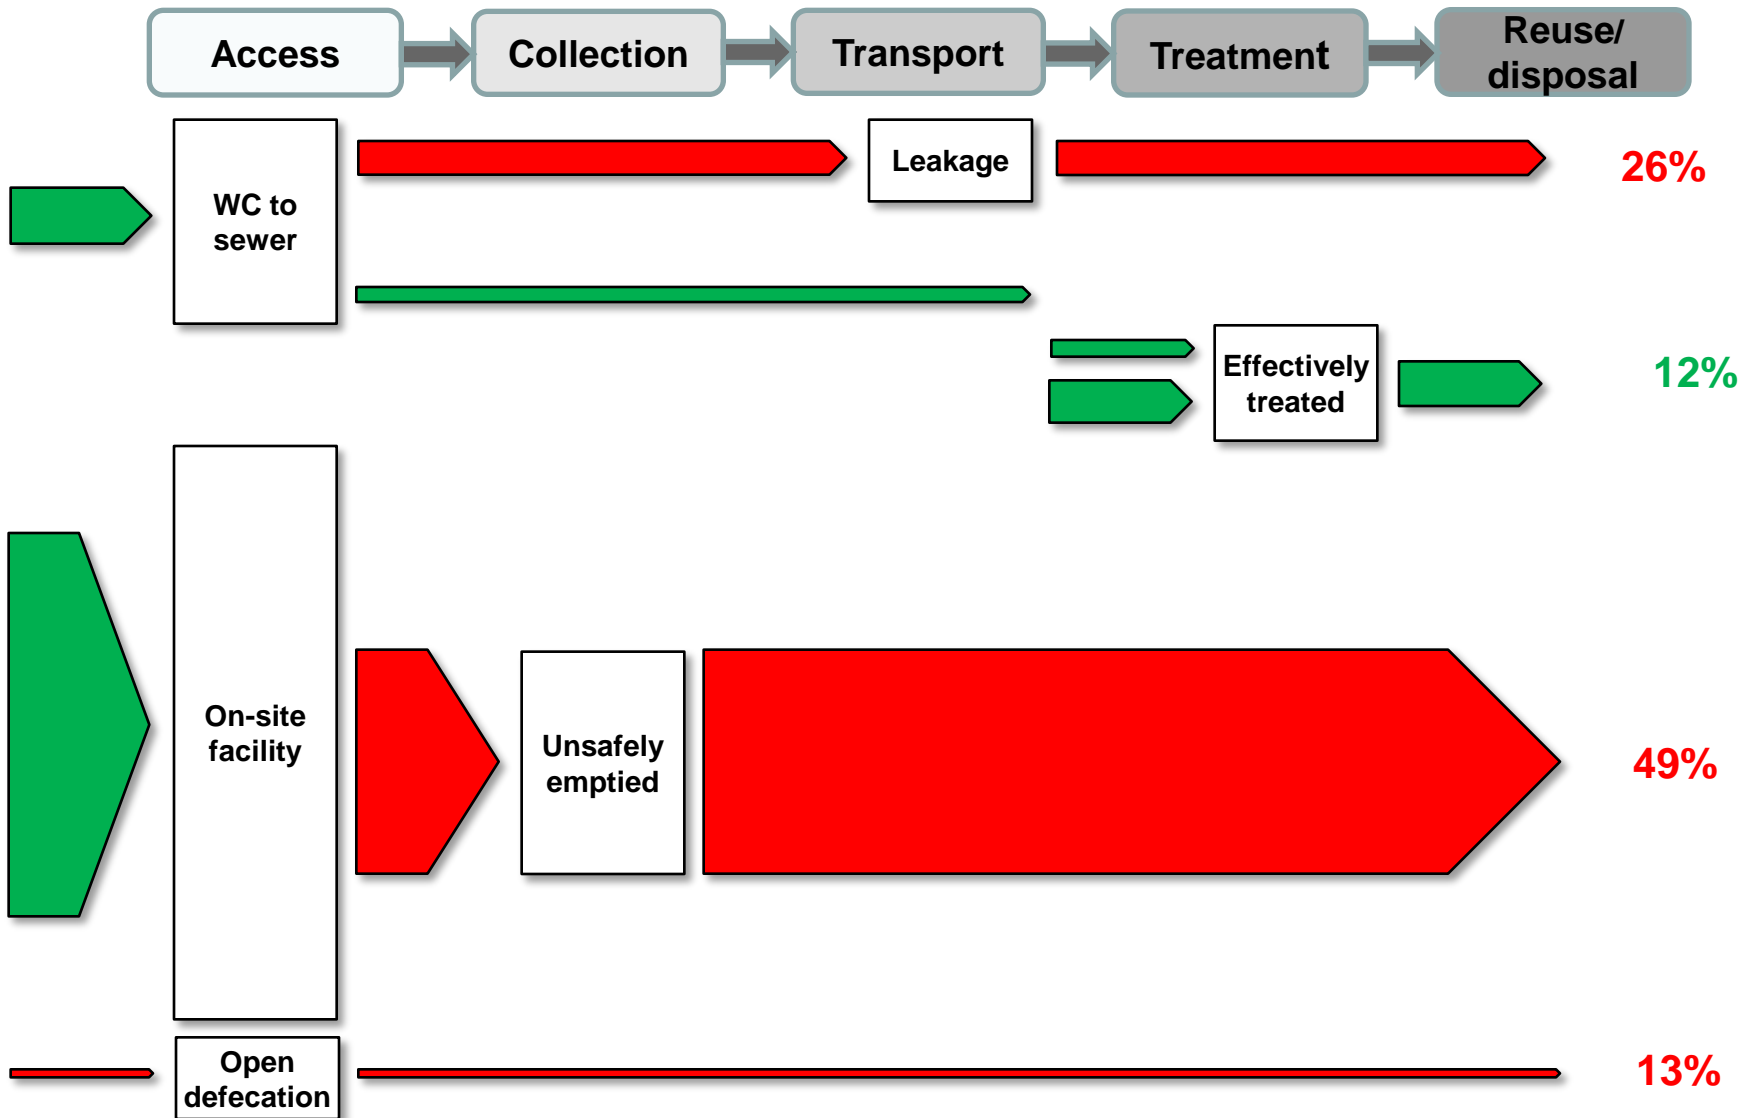 Access
Collection
Transport
Treatment
Reuse/
disposal
WC to
sewer
Leakage
26%
Effectively
treated
12%
On-site
facility
Unsafely
emptied
49%
Open
defecation
13%